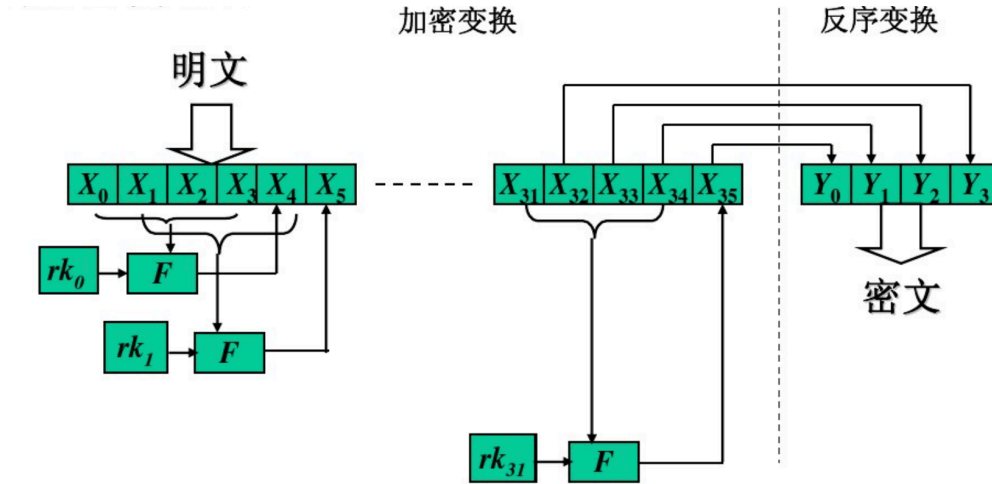 加密变换 反序变换
明文
X₀ X₁ X₂ X₃ X₄ X₅ X₃₁ X₃₂ X₃₃ X₃₄ X₃₅ Y₀ Y₁ Y₂ Y₃
rk₀ F
密文
rk₁ F
rk₃₁ F